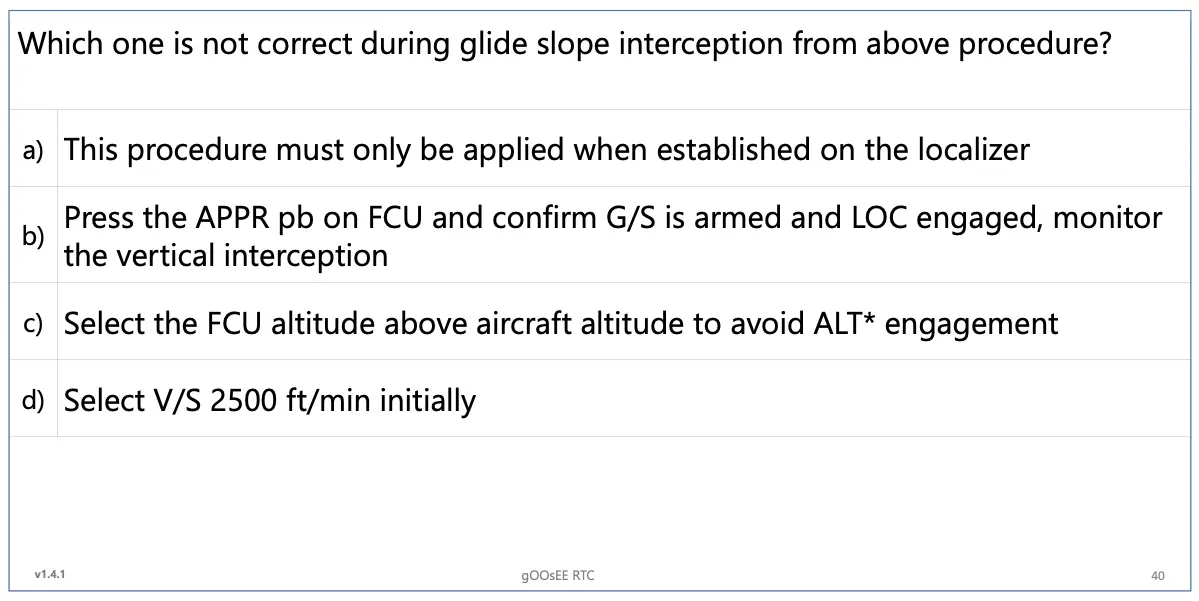 Which one is not correct during glide slope interception from above procedure?
a) This procedure must only be applied when established on the localizer
b) Press the APPR pb on FCU and confirm G/S is armed and LOC engaged, monitor
the vertical interception
c) Select the FCU altitude above aircraft altitude to avoid ALT* engagement
d) Select V/S 2500 ft/min initially
v1.4.1 gOOsEE RTC 40